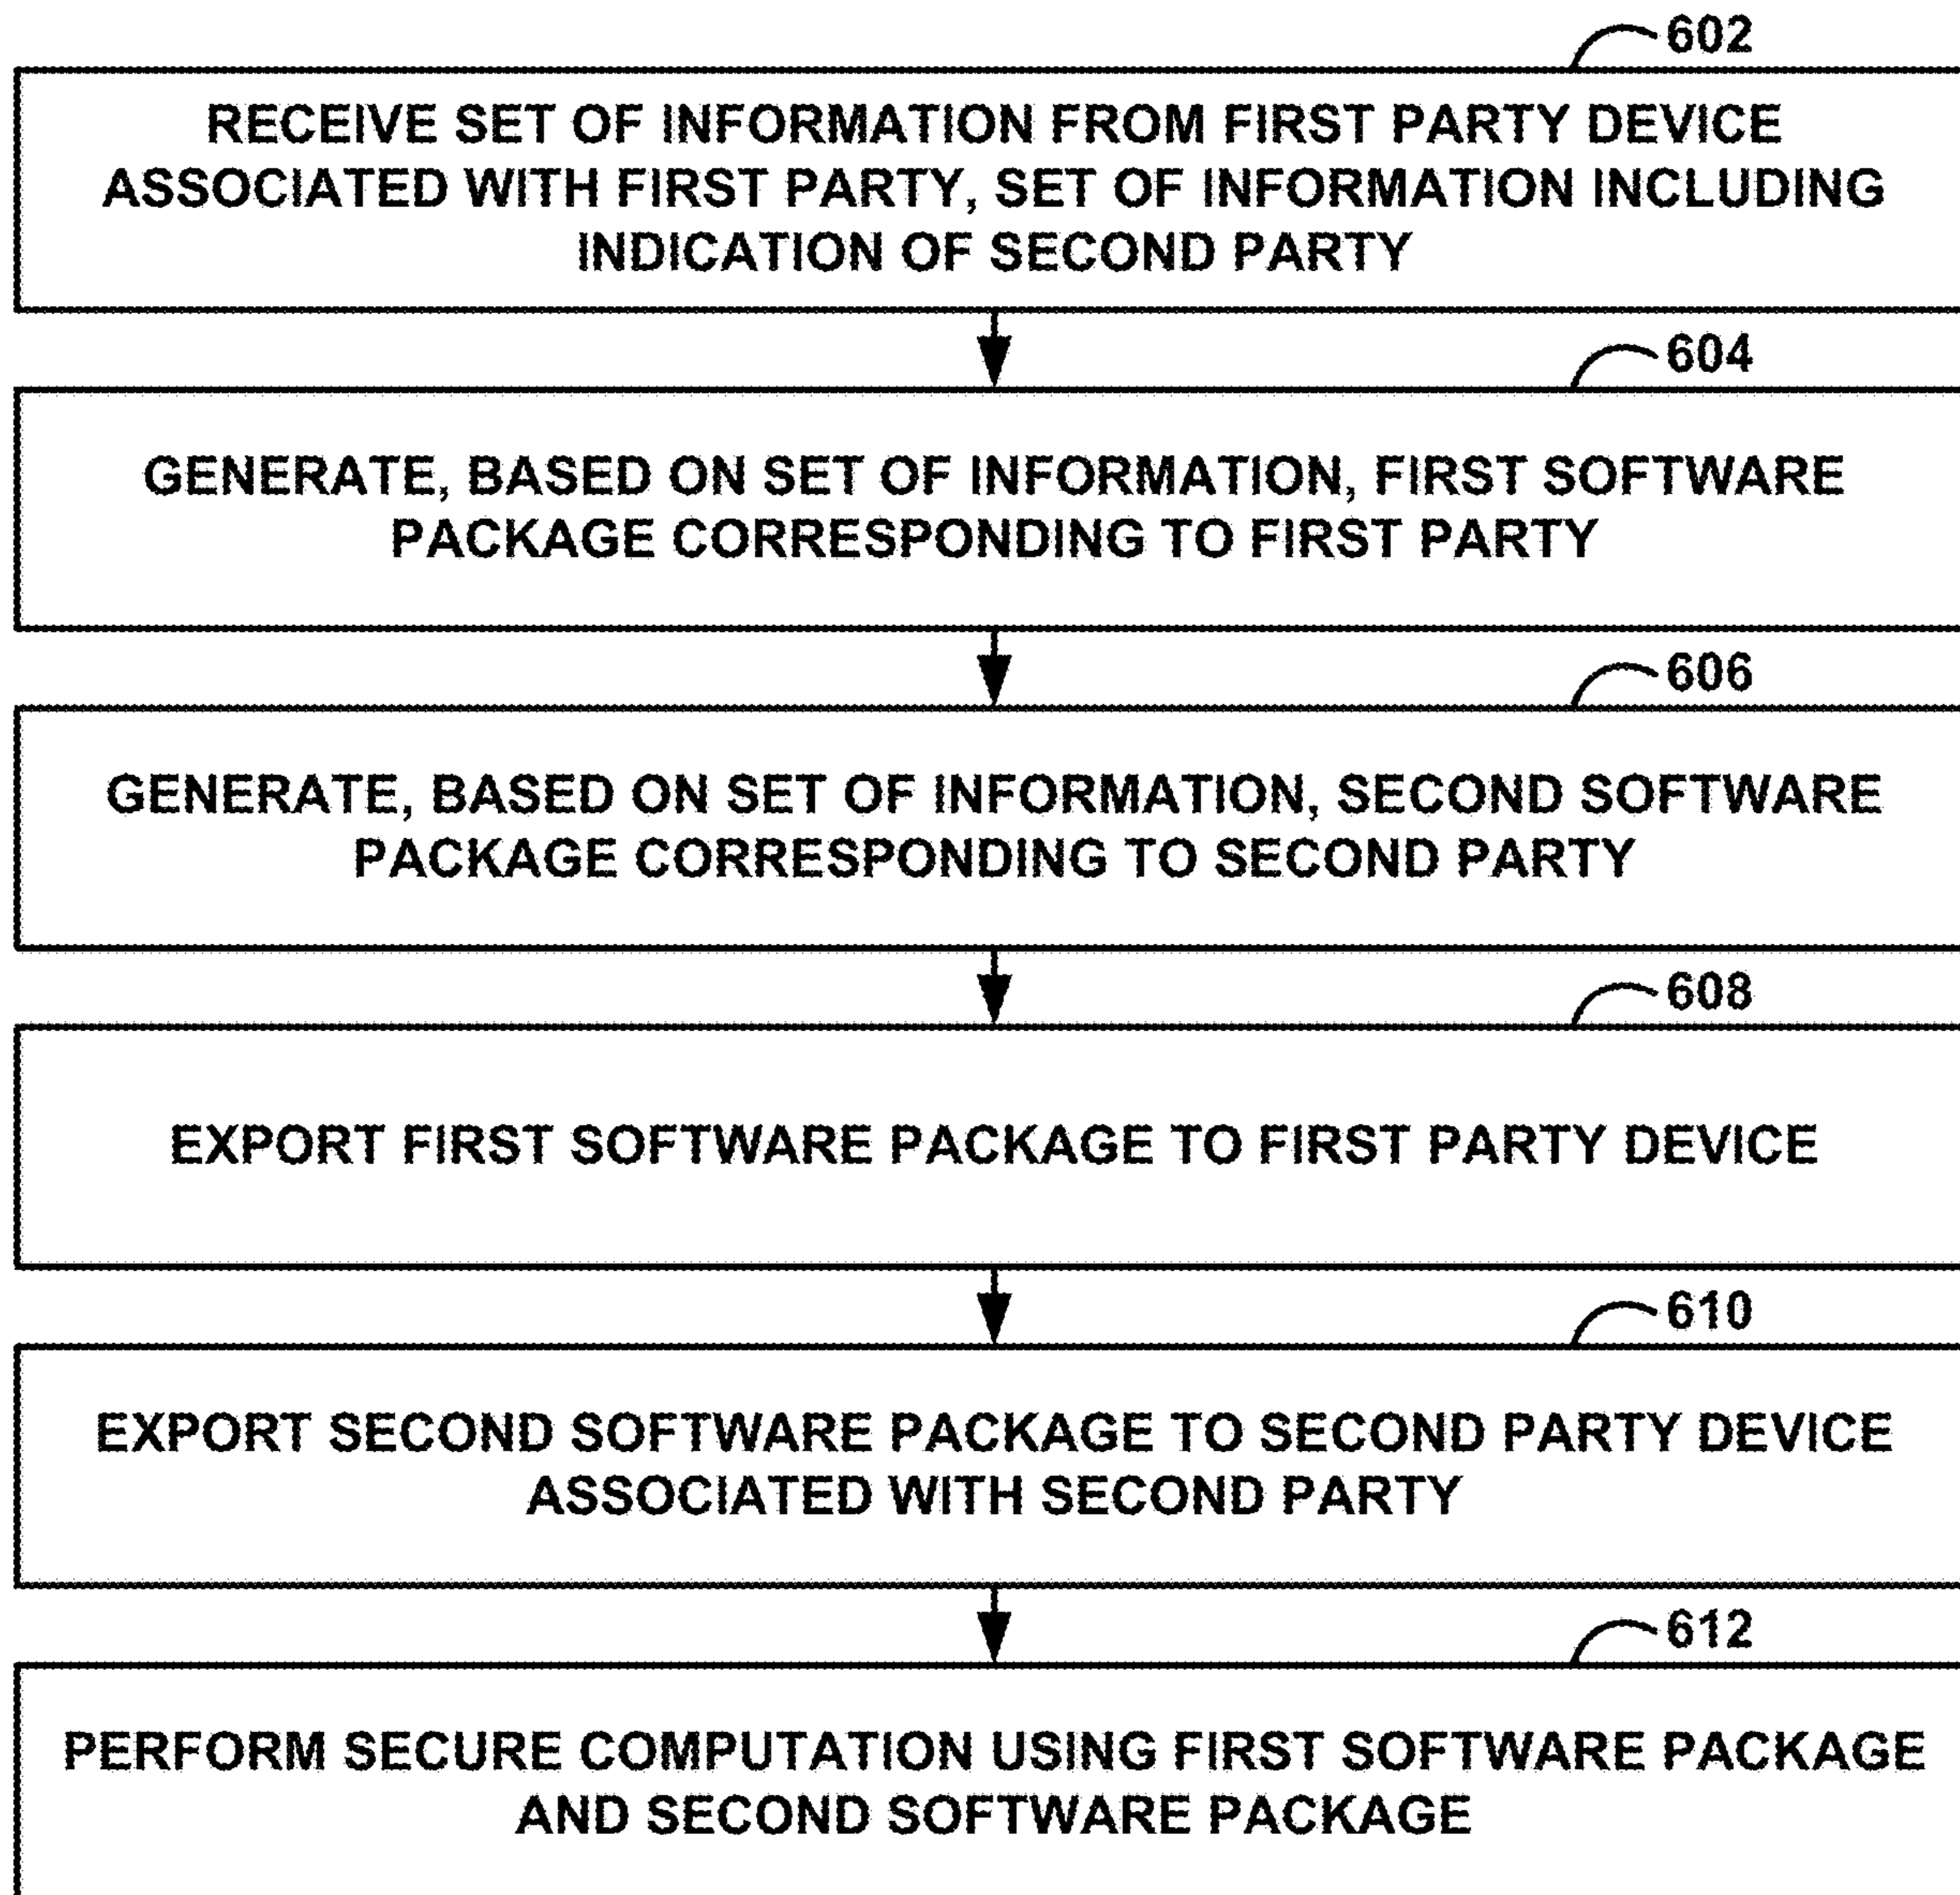 602
RECEIVE SET OF INFORMATION FROM FIRST PARTY DEVICE
ASSOCIATED WITH FIRST PARTY, SET OF INFORMATION INCLUDING
INDICATION OF SECOND PARTY
604
GENERATE, BASED ON SET OF INFORMATION, FIRST SOFTWARE
PACKAGE CORRESPONDING TO FIRST PARTY
606
GENERATE, BASED ON SET OF INFORMATION, SECOND SOFTWARE
PACKAGE CORRESPONDING TO SECOND PARTY
608
EXPORT FIRST SOFTWARE PACKAGE TO FIRST PARTY DEVICE
610
EXPORT SECOND SOFTWARE PACKAGE TO SECOND PARTY DEVICE
ASSOCIATED WITH SECOND PARTY
612
PERFORM SECURE COMPUTATION USING FIRST SOFTWARE PACKAGE
AND SECOND SOFTWARE PACKAGE